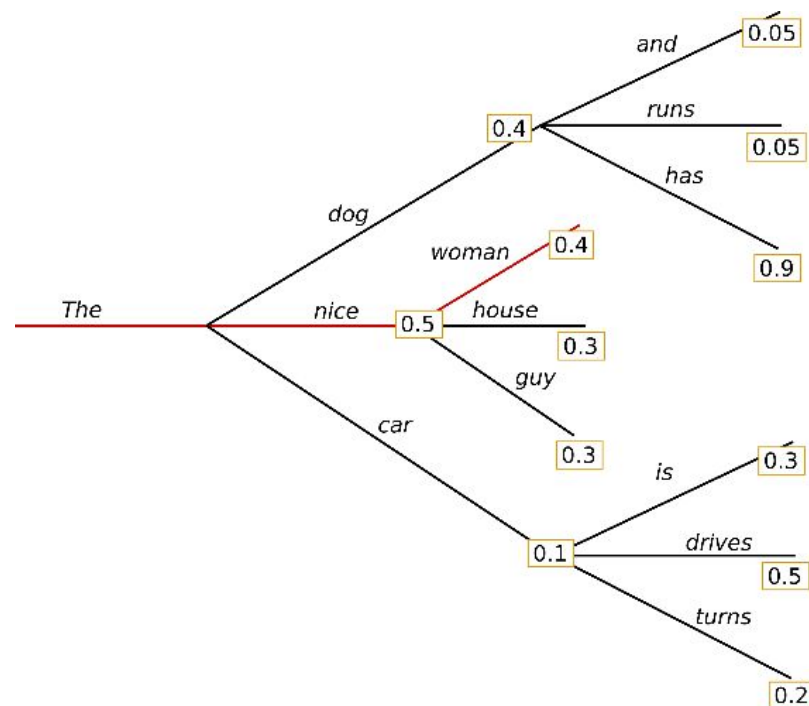 0.05
and
runs
0.4
0.05
has
dog
woman
0.4
0.9
The
nice
0.5
house
0.3
guy
car
0.3
is
0.3
0.1
drives
0.5
turns
0.2